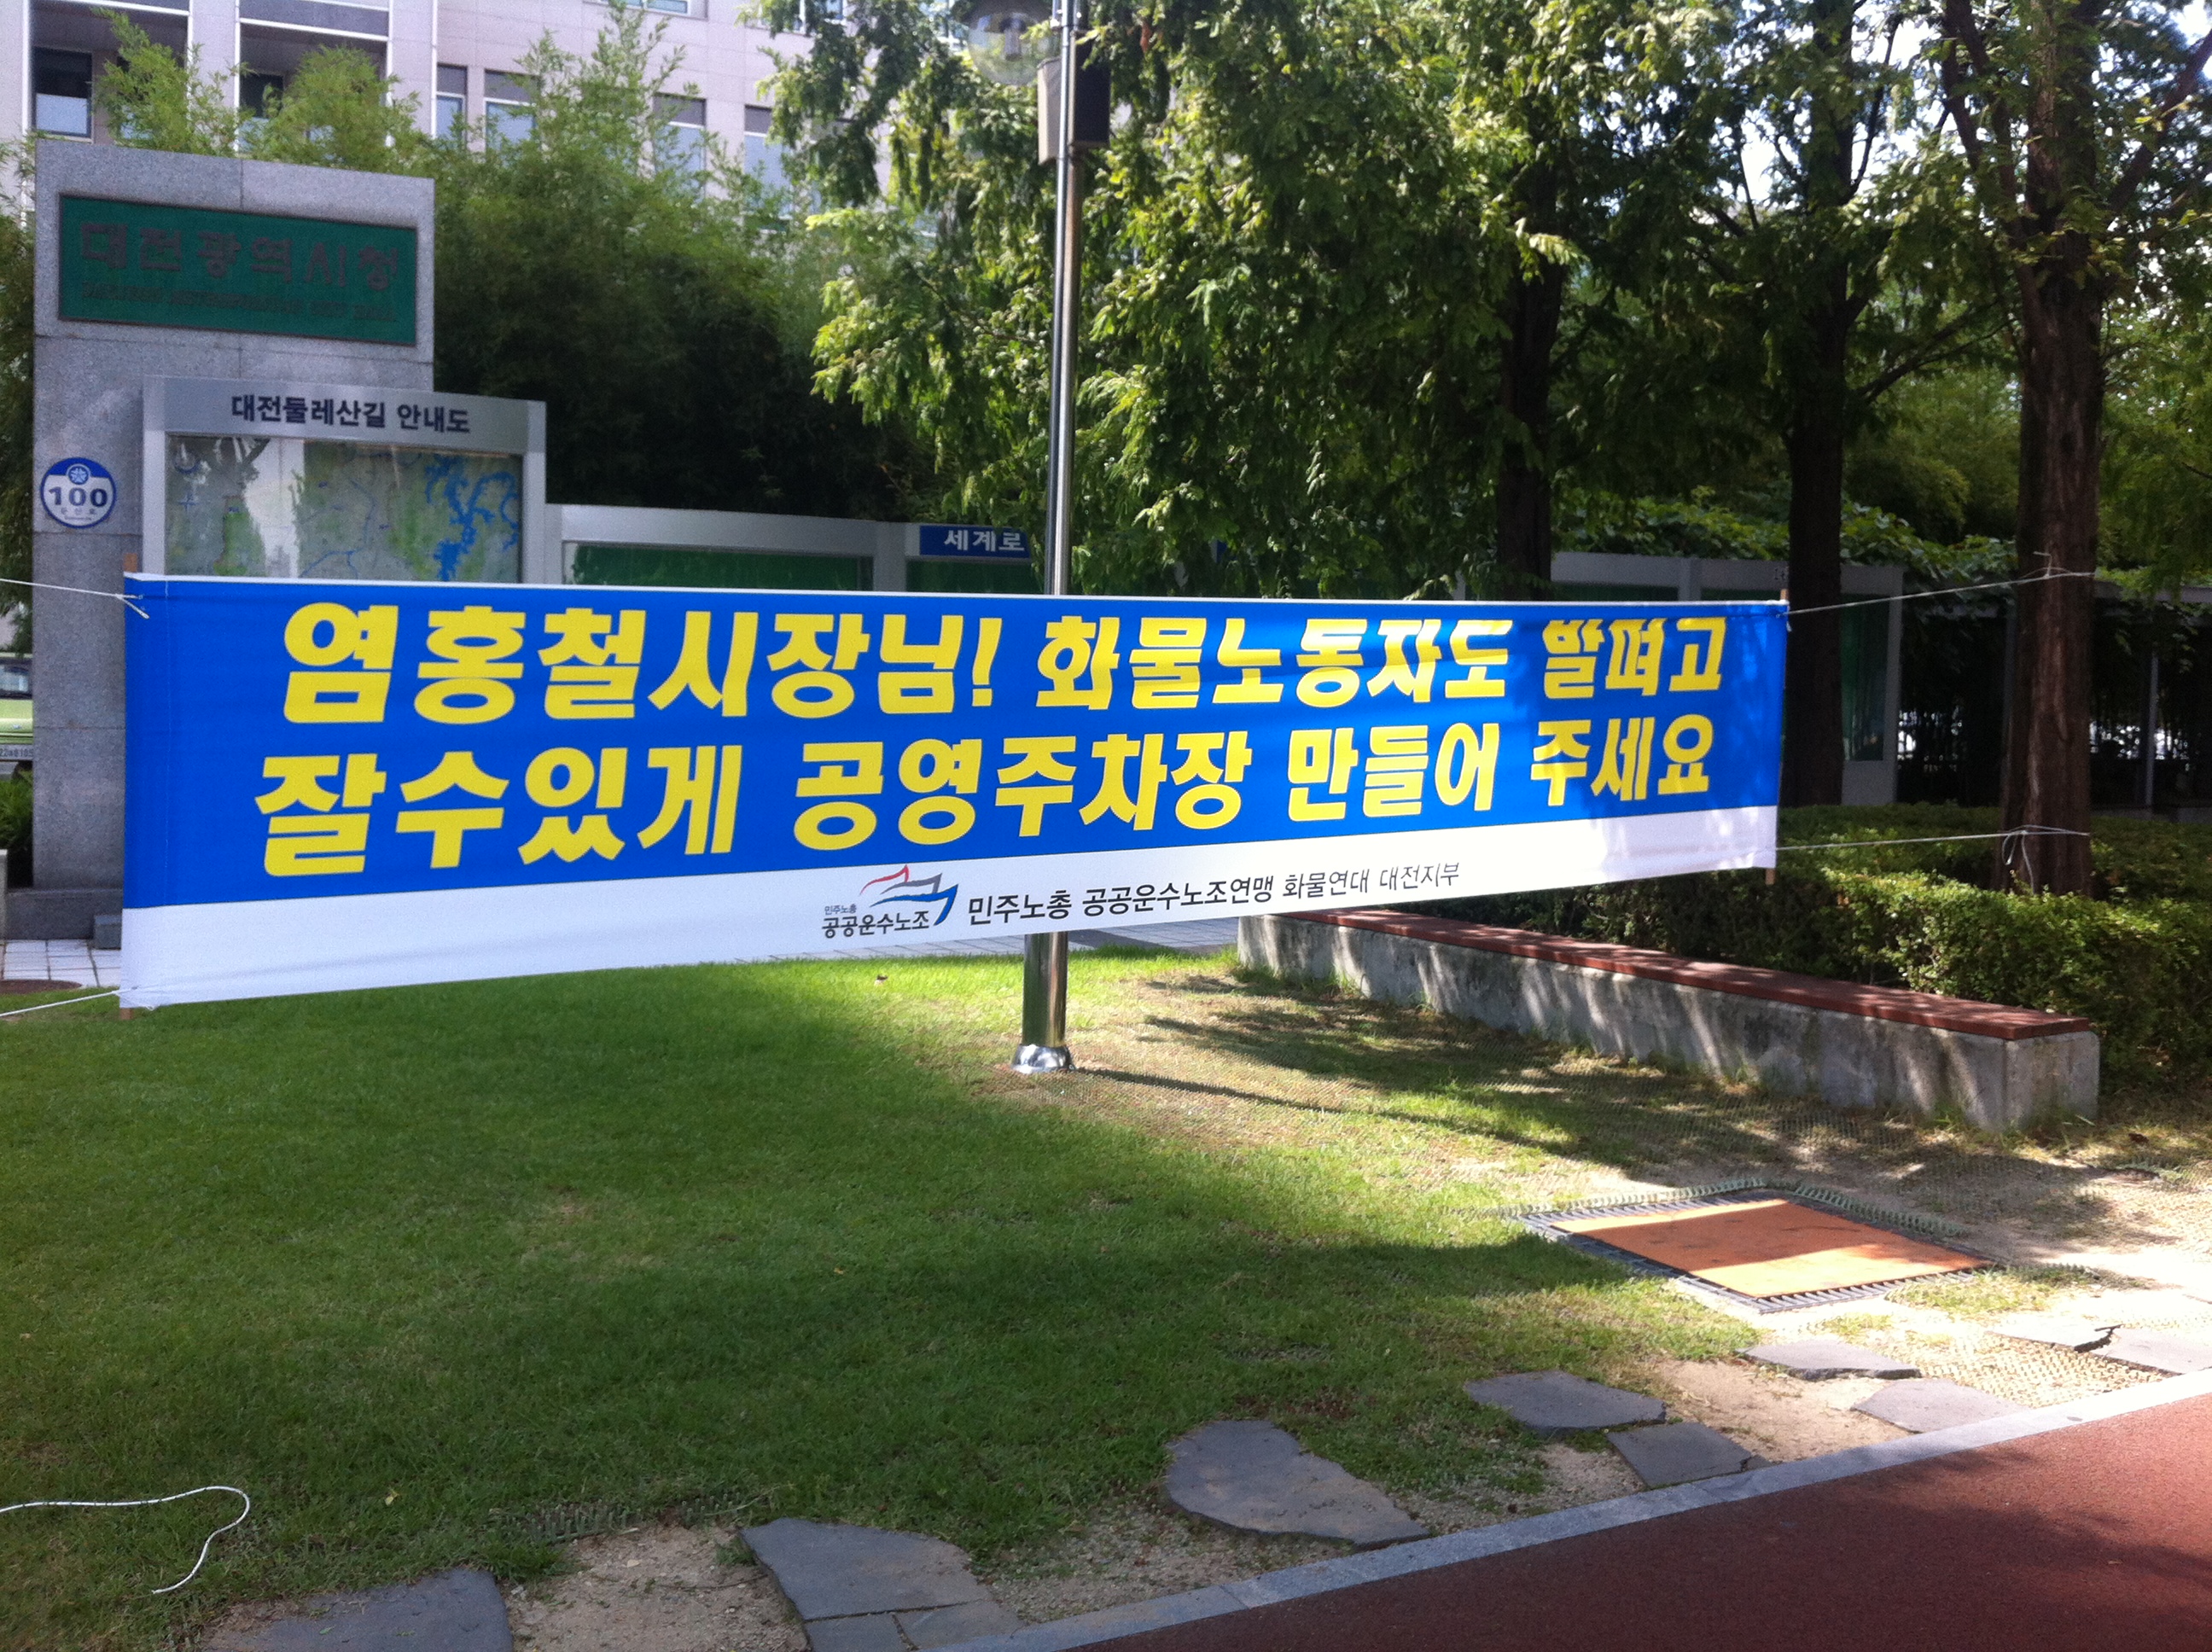 대전광역시청
대전둘레산길 안내도
100
세계로
염홍철시장님! 화물노동자도 발펴고
잘수있게 공영주차장 만들어 주세요
민주노총
공공운수노조
민주노총 공공운수노조연맹 화물연대 대전지부